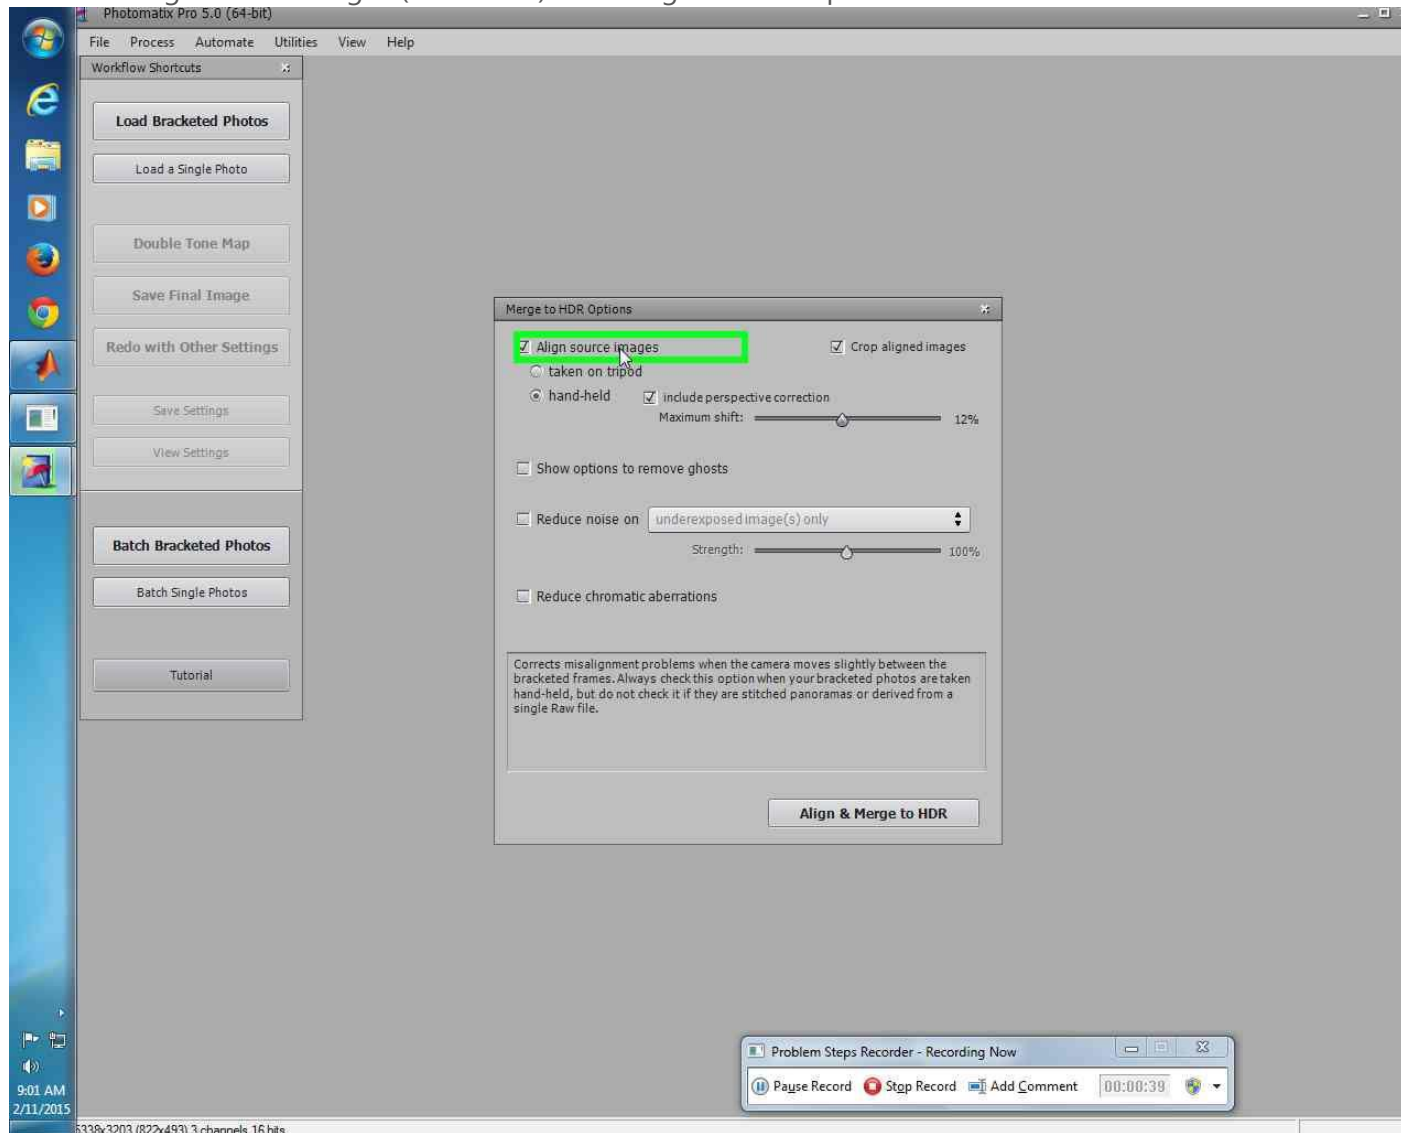 Photomatix Pro 5.0 (64-bit)
File Process Automate Utilities View Help
Workflow Shortcuts
Load Bracketed Photos
Load a Single Photo
Double Tone Map
Save Final Image
Redo with Other Settings
Save Settings
View Settings
Batch Bracketed Photos
Batch Single Photos
Tutorial
Merge to HDR Options
Align source images Crop aligned images
taken on tripod
hand-held include perspective correction
Maximum shift: 12%
Show options to remove ghosts
Reduce noise on underexposed image(s) only
Strength: 100%
Reduce chromatic aberrations
Corrects misalignment problems when the camera moves slightly between the
bracketed frames. Always check this option when your bracketed photos are taken
hand-held, but do not check it if they are stitched panoramas or derived from a
single Raw file.
Align & Merge to HDR
Problem Steps Recorder - Recording Now
Pause Record Stop Record Add Comment 00:00:39
9:01 AM
2/11/2015
5338x3203 (822x493) 3 channels 16 bits